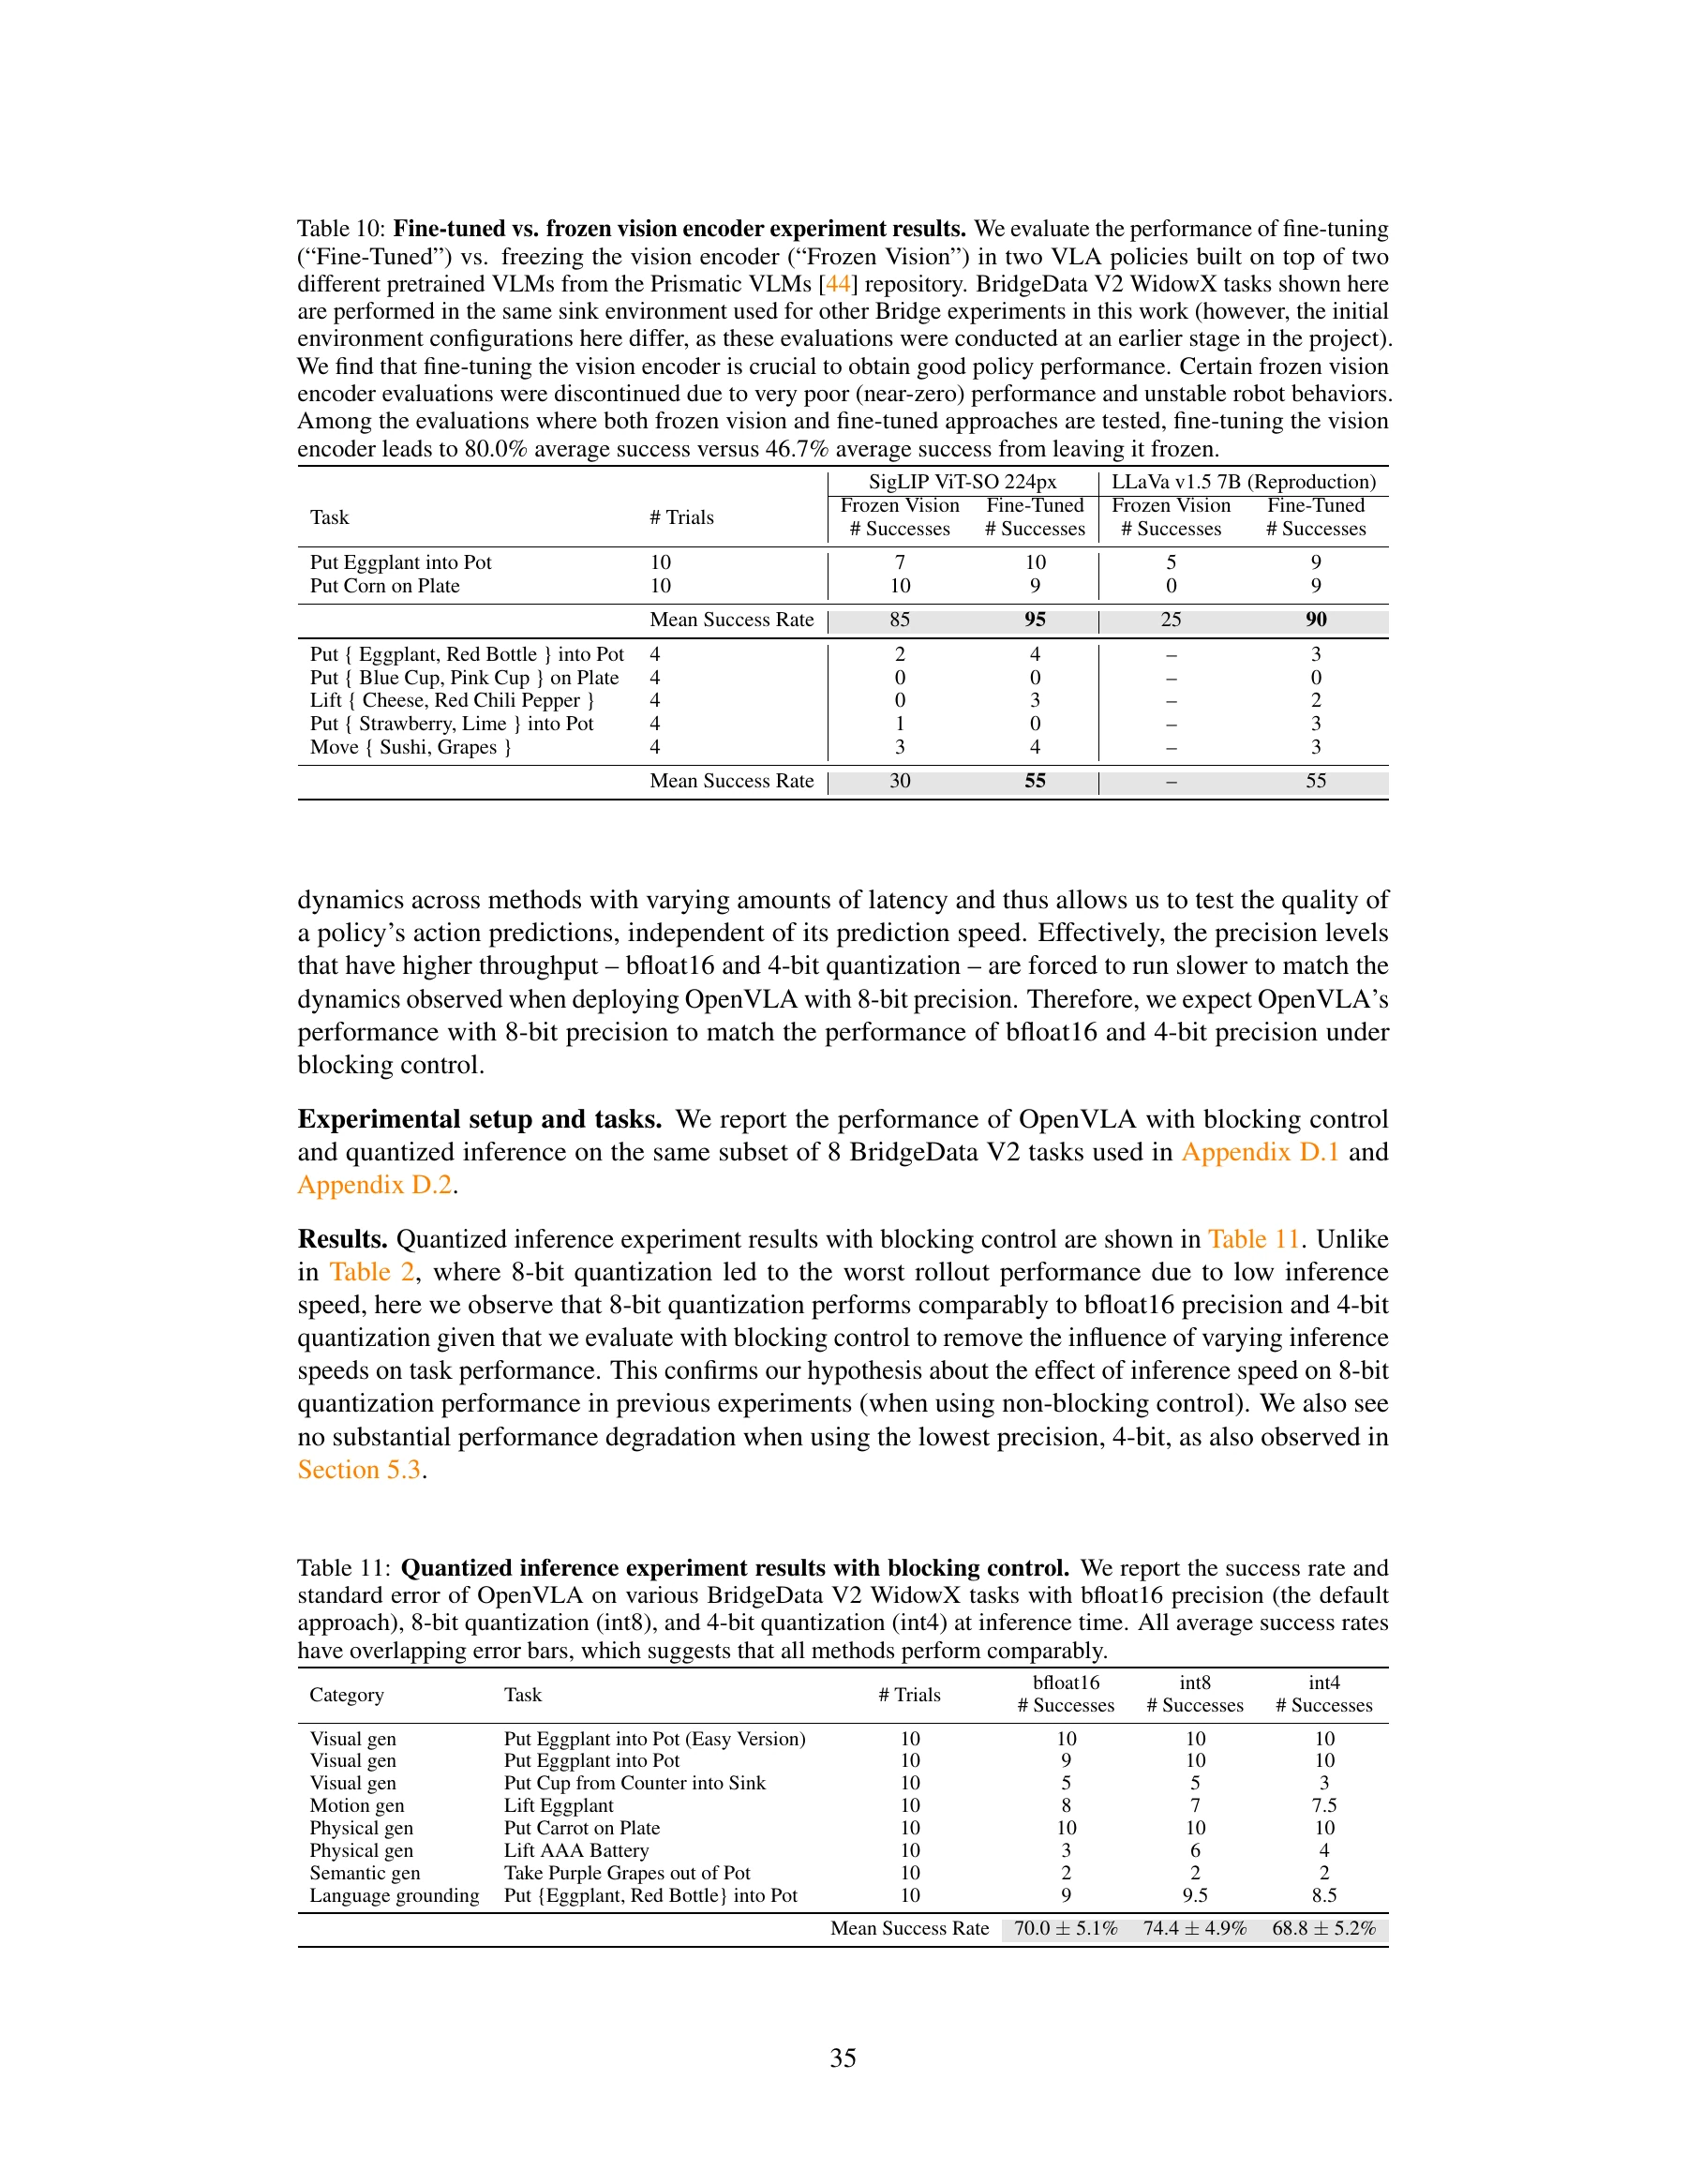 Table 10: Fine-tuned vs. frozen vision encoder experiment results. We evaluate the performance of fine-tuning
(“Fine-Tuned”) vs. freezing the vision encoder (“Frozen Vision”) in two VLA policies built on top of two
different pretrained VLMs from the Prismatic VLMs [44] repository. BridgeData V2 WidowX tasks shown here
are performed in the same sink environment used for other Bridge experiments in this work (however, the initial
environment configurations here differ, as these evaluations were conducted at an earlier stage in the project).
We find that fine-tuning the vision encoder is crucial to obtain good policy performance. Certain frozen vision
encoder evaluations were discontinued due to very poor (near-zero) performance and unstable robot behaviors.
Among the evaluations where both frozen vision and fine-tuned approaches are tested, fine-tuning the vision
encoder leads to 80.0% average success versus 46.7% average success from leaving it frozen.
SigLIP ViT-SO 224px LLaVa v1.5 7B (Reproduction)
Task # Trials Frozen Vision Fine-Tuned Frozen Vision Fine-Tuned
# Successes # Successes # Successes # Successes
Put Eggplant into Pot 10 7 10 5 9
Put Corn on Plate 10 10 9 0 9
Mean Success Rate 85 95 25 90
Put { Eggplant, Red Bottle } into Pot 4 2 4 – 3
Put { Blue Cup, Pink Cup } on Plate 4 0 0 – 0
Lift { Cheese, Red Chili Pepper } 4 0 3 – 2
Put { Strawberry, Lime } into Pot 4 1 0 – 3
Move { Sushi, Grapes } 4 3 4 – 3
Mean Success Rate 30 55 – 55
dynamics across methods with varying amounts of latency and thus allows us to test the quality of
a policy’s action predictions, independent of its prediction speed. Effectively, the precision levels
that have higher throughput – bfloat16 and 4-bit quantization – are forced to run slower to match the
dynamics observed when deploying OpenVLA with 8-bit precision. Therefore, we expect OpenVLA’s
performance with 8-bit precision to match the performance of bfloat16 and 4-bit precision under
blocking control.
Experimental setup and tasks. We report the performance of OpenVLA with blocking control
and quantized inference on the same subset of 8 BridgeData V2 tasks used in Appendix D.1 and
Appendix D.2.
Results. Quantized inference experiment results with blocking control are shown in Table 11. Unlike
in Table 2, where 8-bit quantization led to the worst rollout performance due to low inference
speed, here we observe that 8-bit quantization performs comparably to bfloat16 precision and 4-bit
quantization given that we evaluate with blocking control to remove the influence of varying inference
speeds on task performance. This confirms our hypothesis about the effect of inference speed on 8-bit
quantization performance in previous experiments (when using non-blocking control). We also see
no substantial performance degradation when using the lowest precision, 4-bit, as also observed in
Section 5.3.
Table 11: Quantized inference experiment results with blocking control. We report the success rate and
standard error of OpenVLA on various BridgeData V2 WidowX tasks with bfloat16 precision (the default
approach), 8-bit quantization (int8), and 4-bit quantization (int4) at inference time. All average success rates
have overlapping error bars, which suggests that all methods perform comparably.
Category Task # Trials bfloat16 int8 int4
# Successes # Successes # Successes
Visual gen Put Eggplant into Pot (Easy Version) 10 10 10 10
Visual gen Put Eggplant into Pot 10 9 10 10
Visual gen Put Cup from Counter into Sink 10 5 5 3
Motion gen Lift Eggplant 10 8 7 7.5
Physical gen Put Carrot on Plate 10 10 10 10
Physical gen Lift AAA Battery 10 3 6 4
Semantic gen Take Purple Grapes out of Pot 10 2 2 2
Language grounding Put {Eggplant, Red Bottle} into Pot 10 9 9.5 8.5
Mean Success Rate 70.0 ± 5.1% 74.4 ± 4.9% 68.8 ± 5.2%
35